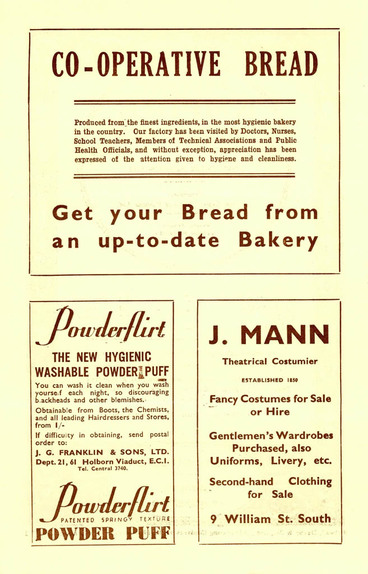 CO-OPERATIVE BREAD
Produced from the finest ingredients, in the most hygienic bakery
in the country. Our factory has been visited by Doctors, Nurses,
School Teachers, Members of Technical Associations and Public
Health Officials, and without exception, appreciation has been
expressed of the attention given to hygiene and cleanliness.
Get your Bread from
an up-to-date Bakery
Powderflirt
THE NEW HYGIENIC
WASHABLE POWDER PUFF
You can wash it clean when you wash
yourself each night, so discouraging
blackheads and other blemishes.
Obtainable from Boots, the Chemists,
and all leading Hairdressers and Stores,
from 1/-
If difficulty in obtaining, send postal
order to:
J. G. FRANKLIN & SONS, LTD.
Dept. 21, 61 Holborn Viaduct, E.C.1.
Tel. Central 3740.
Powderflirt
PATENTED SPRINGY TEXTURE
POWDER PUFF
J. MANN
Theatrical Costumier
ESTABLISHED 1850
Fancy Costumes for Sale
or Hire
Gentlemen's Wardrobes
Purchased, also
Uniforms, Livery, etc.
Second-hand Clothing
for Sale
9 William St. South